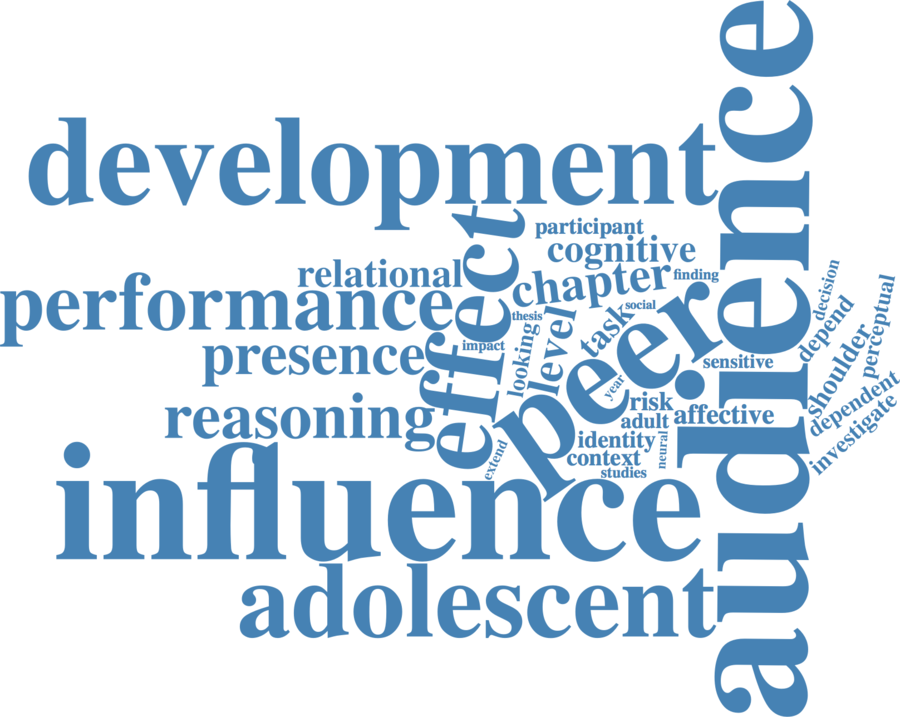 audience
development
effect
participant
cognitive
relational
chapter
finding
performance
thesis
social
decision
depend
perceptual
presence
impact
looking
level
task
peer
sensitive
shoulder
reasoning
year
risk
affective
adult
dependent
investigate
identity
neural
extend
context
studies
influence
adolescent